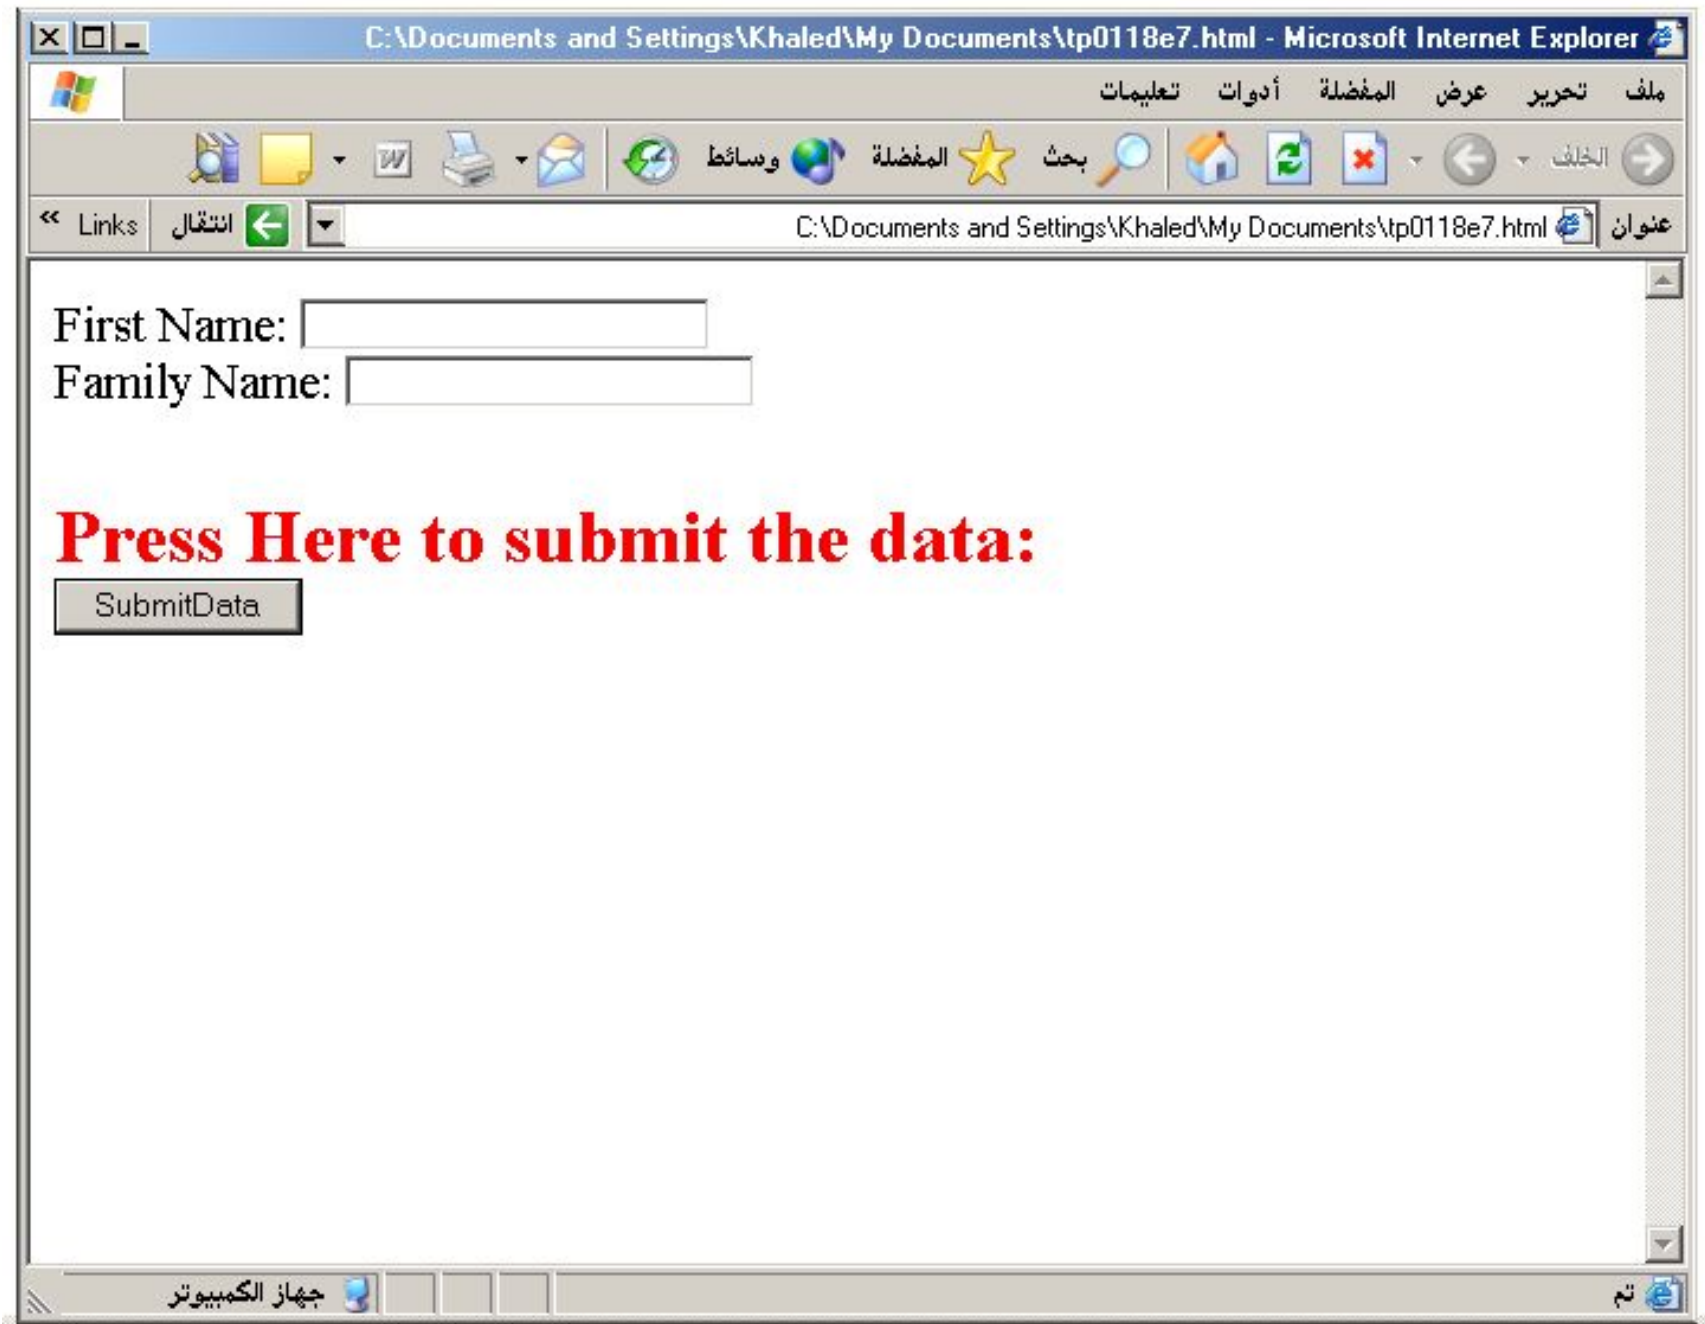 C:\Documents and Settings\Khaled\My Documents\tp0118e7.html - Microsoft Internet Explorer
ملف تحرير عرض المفضلة أدوات تعليمات
الخلف بحث المفضلة وسائط W
عنوان C:\Documents and Settings\Khaled\My Documents\tp0118e7.html انتقال Links »
First Name:
Family Name:
Press Here to submit the data:
SubmitData
تم جهاز الكمبيوتر